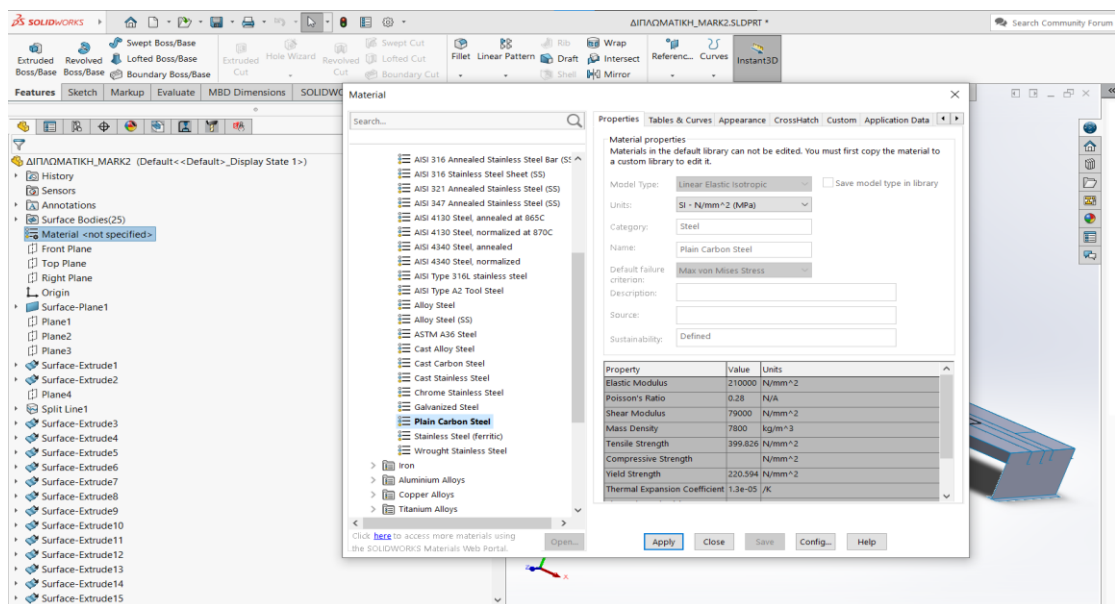 SOLIDWORKS
ΔΙΠΛΩΜΑΤΙΚΗ_MARK2.SLDPRT *
Search Community Forum
Extruded Boss/Base
Revolved Boss/Base
Swept Boss/Base
Lofted Boss/Base
Boundary Boss/Base
Extruded Cut
Hole Wizard
Revolved Cut
Swept Cut
Lofted Cut
Boundary Cut
Fillet
Linear Pattern
Rib
Draft
Shell
Wrap
Intersect
Mirror
Referenc...
Curves
Instant3D
Features
Sketch
Markup
Evaluate
MBD Dimensions
SOLIDWO
ΔΙΠΛΩΜΑΤΙΚΗ_MARK2 (Default<<Default>_Display State 1>)
History
Sensors
Annotations
Surface Bodies(25)
Material <not specified>
Front Plane
Top Plane
Right Plane
Origin
Surface-Plane1
Plane1
Plane2
Plane3
Surface-Extrude1
Surface-Extrude2
Plane4
Split Line1
Surface-Extrude3
Surface-Extrude4
Surface-Extrude5
Surface-Extrude6
Surface-Extrude7
Surface-Extrude8
Surface-Extrude9
Surface-Extrude10
Surface-Extrude11
Surface-Extrude12
Surface-Extrude13
Surface-Extrude14
Surface-Extrude15
Material
Search...
AISI 316 Annealed Stainless Steel Bar (SS
AISI 316 Stainless Steel Sheet (SS)
AISI 321 Annealed Stainless Steel (SS)
AISI 347 Annealed Stainless Steel (SS)
AISI 4130 Steel, annealed at 865C
AISI 4130 Steel, normalized at 870C
AISI 4340 Steel, annealed
AISI 4340 Steel, normalized
AISI Type 316L stainless steel
AISI Type A2 Tool Steel
Alloy Steel
Alloy Steel (SS)
ASTM A36 Steel
Cast Alloy Steel
Cast Carbon Steel
Cast Stainless Steel
Chrome Stainless Steel
Galvanized Steel
Plain Carbon Steel
Stainless Steel (ferritic)
Wrought Stainless Steel
Iron
Aluminium Alloys
Copper Alloys
Titanium Alloys
Click here to access more materials using
the SOLIDWORKS Materials Web Portal.
Open...
Properties Tables & Curves Appearance CrossHatch Custom Application Data
Material properties
Materials in the default library can not be edited. You must first copy the material to
a custom library to edit it.
Model Type: Linear Elastic Isotropic Save model type in library
Units: SI - N/mm^2 (MPa)
Category: Steel
Name: Plain Carbon Steel
Default failure criterion: Max von Mises Stress
Description:
Source:
Sustainability: Defined
Property Value Units
Elastic Modulus 210000 N/mm^2
Poisson's Ratio 0.28 N/A
Shear Modulus 79000 N/mm^2
Mass Density 7800 kg/m^3
Tensile Strength 399.826 N/mm^2
Compressive Strength N/mm^2
Yield Strength 220.594 N/mm^2
Thermal Expansion Coefficient 1.3e-05 /K
Apply Close Save Config... Help
x